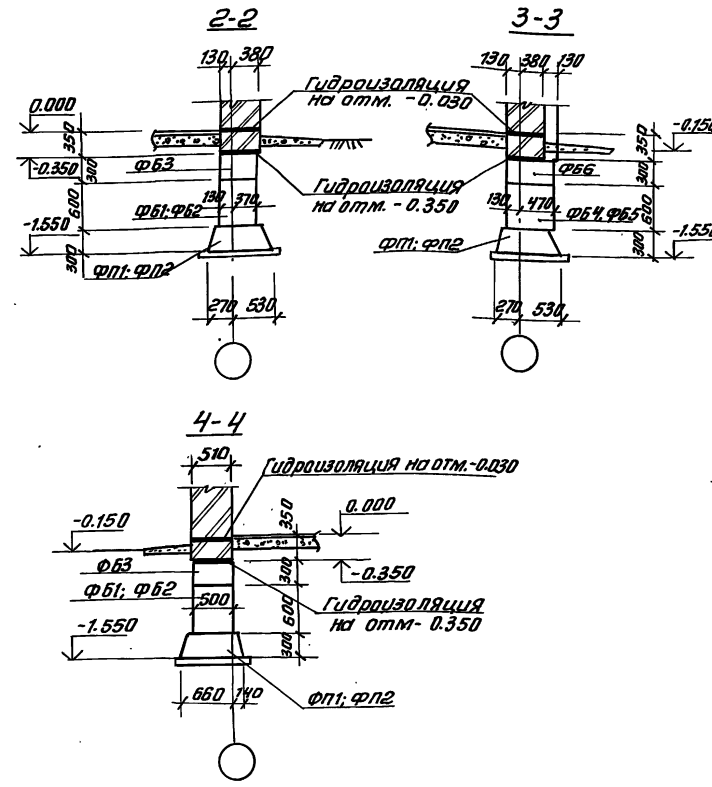 2-2
130 380
0.000
350
-0.350
300
600
-1.550
300
ФБ3
130 370
ФБ1; ФБ2
ФП1; ФП2
270 530
Гидроизоляция
на отм. -0.030
Гидроизоляция
на отм. -0.350
3-3
130 380 130
-0.150
350
300
600
-1.550
300
ФБ6
130 470
ФБ4, ФБ5
ФП1; ФП2
270 530
4-4
510
Гидроизоляция на отм.-0.030
-0.150
350
0.000
ФБ3
300
-0.350
ФБ1; ФБ2
500
600
Гидроизоляция
на отм- 0.350
-1.550
300
660 140
ФП1; ФП2